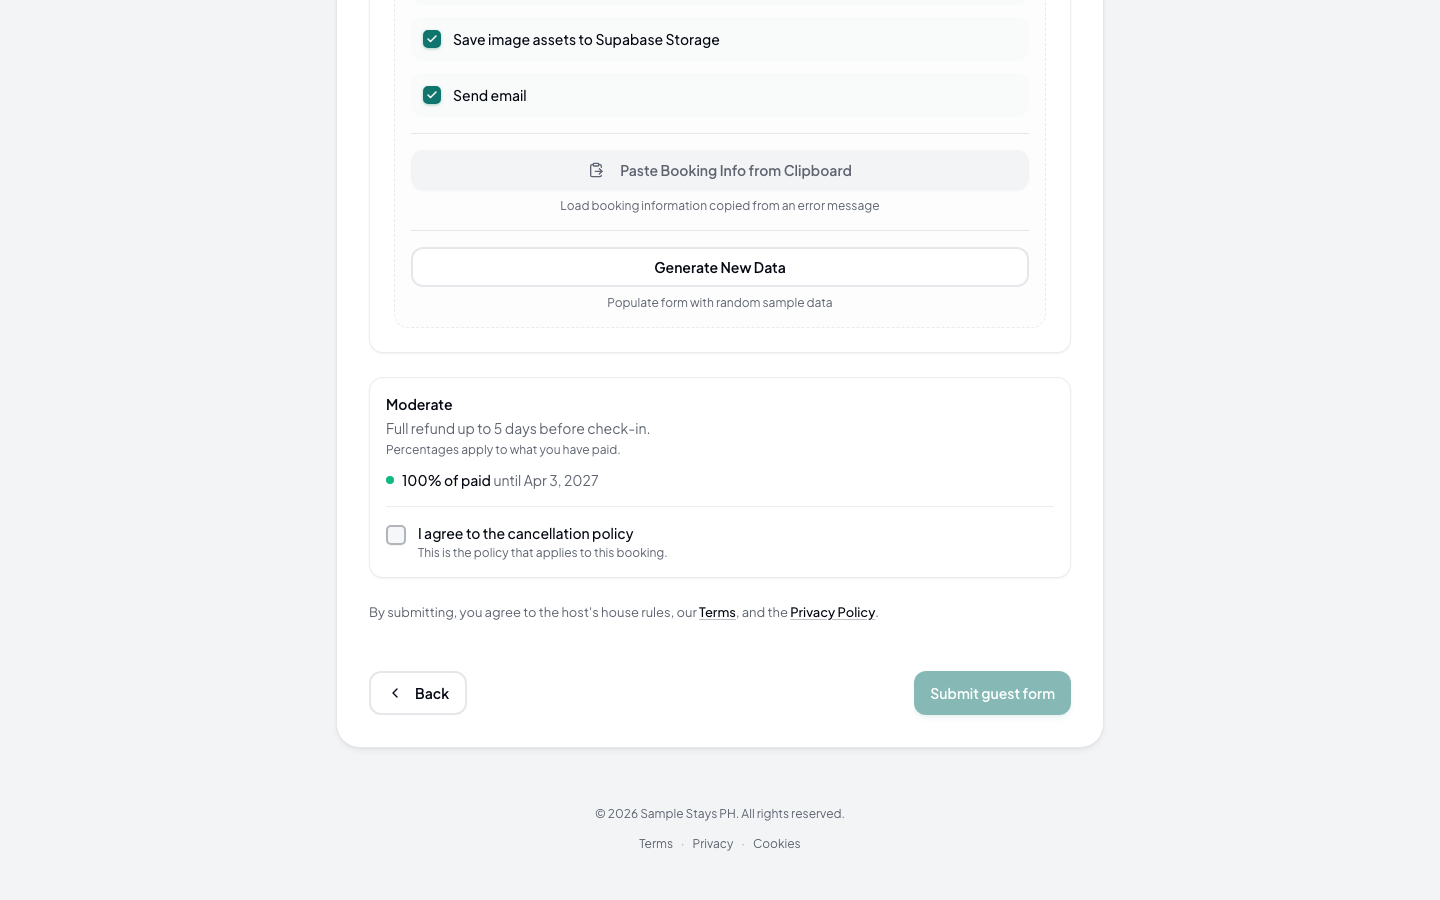 Save image assets to Supabase Storage
Send email
Paste Booking Info from Clipboard
Load booking information copied from an error message
Generate New Data
Populate form with random sample data
Moderate
Full refund up to 5 days before check-in.
Percentages apply to what you have paid.
100% of paid until Apr 3, 2027
I agree to the cancellation policy
This is the policy that applies to this booking.
By submitting, you agree to the host's house rules, our Terms, and the Privacy Policy.
Back
Submit guest form
© 2026 Sample Stays PH. All rights reserved.
Terms · Privacy · Cookies